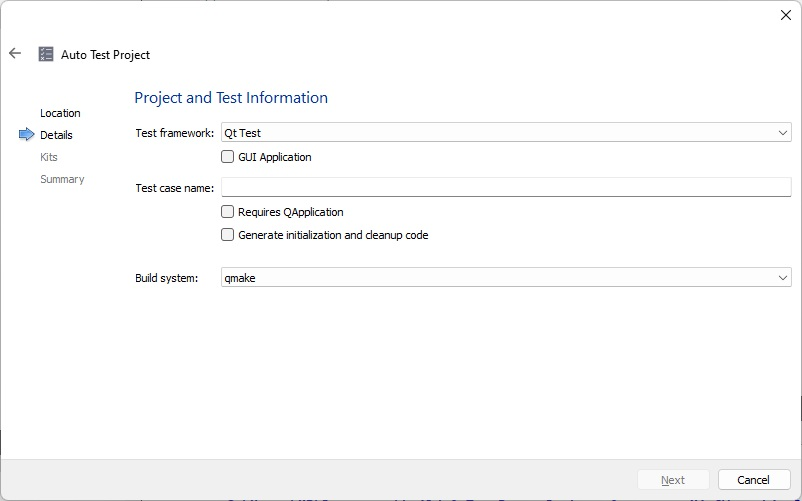 Auto Test Project
Project and Test Information
Location
Details
Kits
Summary
Test framework: Qt Test
GUI Application
Test case name:
Requires QApplication
Generate initialization and cleanup code
Build system: qmake
Next Cancel